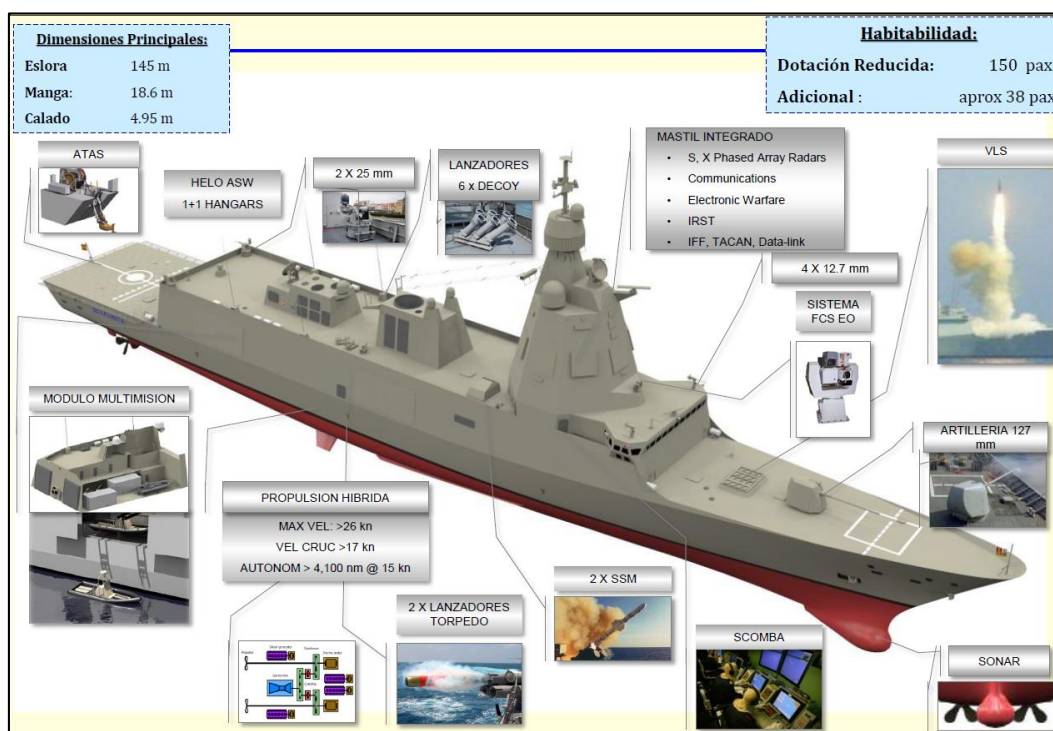 Dimensiones Principales:
Eslora 145 m
Manga: 18.6 m
Calado 4.95 m
Habitabilidad:
Dotación Reducida: 150 pax
Adicional : aprox 38 pax
ATAS
HELO ASW
1+1 HANGARS
2 X 25 mm
LANZADORES
6 x DECOY
MASTIL INTEGRADO
• S, X Phased Array Radars
• Communications
• Electronic Warfare
• IRST
• IFF, TACAN, Data-link
VLS
4 X 12.7 mm
SISTEMA
FCS EO
MODULO MULTIMISION
ARTILLERIA 127
mm
PROPULSION HIBRIDA
MAX VEL: >26 kn
VEL CRUC >17 kn
AUTONOM > 4,100 nm @ 15 kn
2 X LANZADORES
TORPEDO
2 X SSM
SCOMBA
SONAR